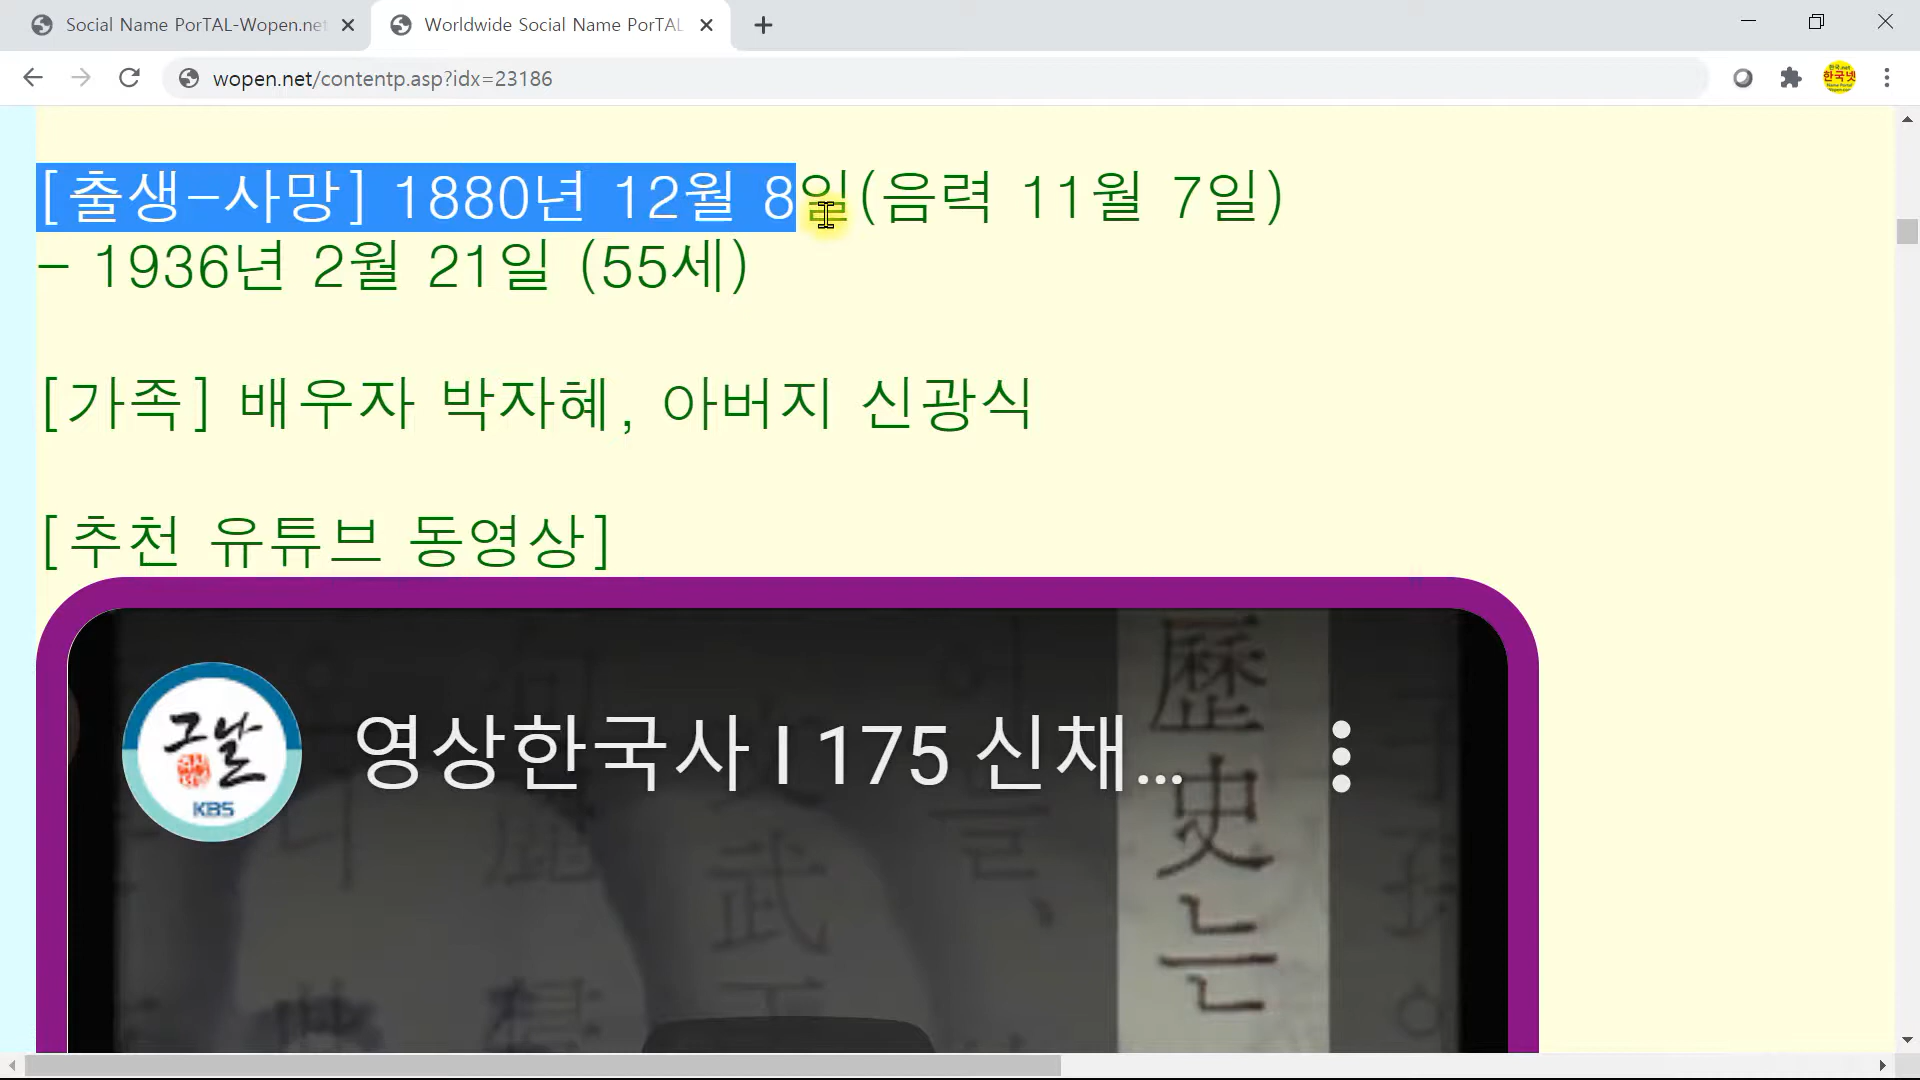 Social Name PorTAL-Wopen.net
Worldwide Social Name PorTAL
wopen.net/contentp.asp?idx=23186
한국넷
[출생-사망] 1880년 12월 8일(음력 11월 7일)
- 1936년 2월 21일 (55세)
[가족] 배우자 박자혜, 아버지 신광식
[추천 유튜브 동영상]
그날
KBS
영상한국사 I 175 신채...
歷史는
武